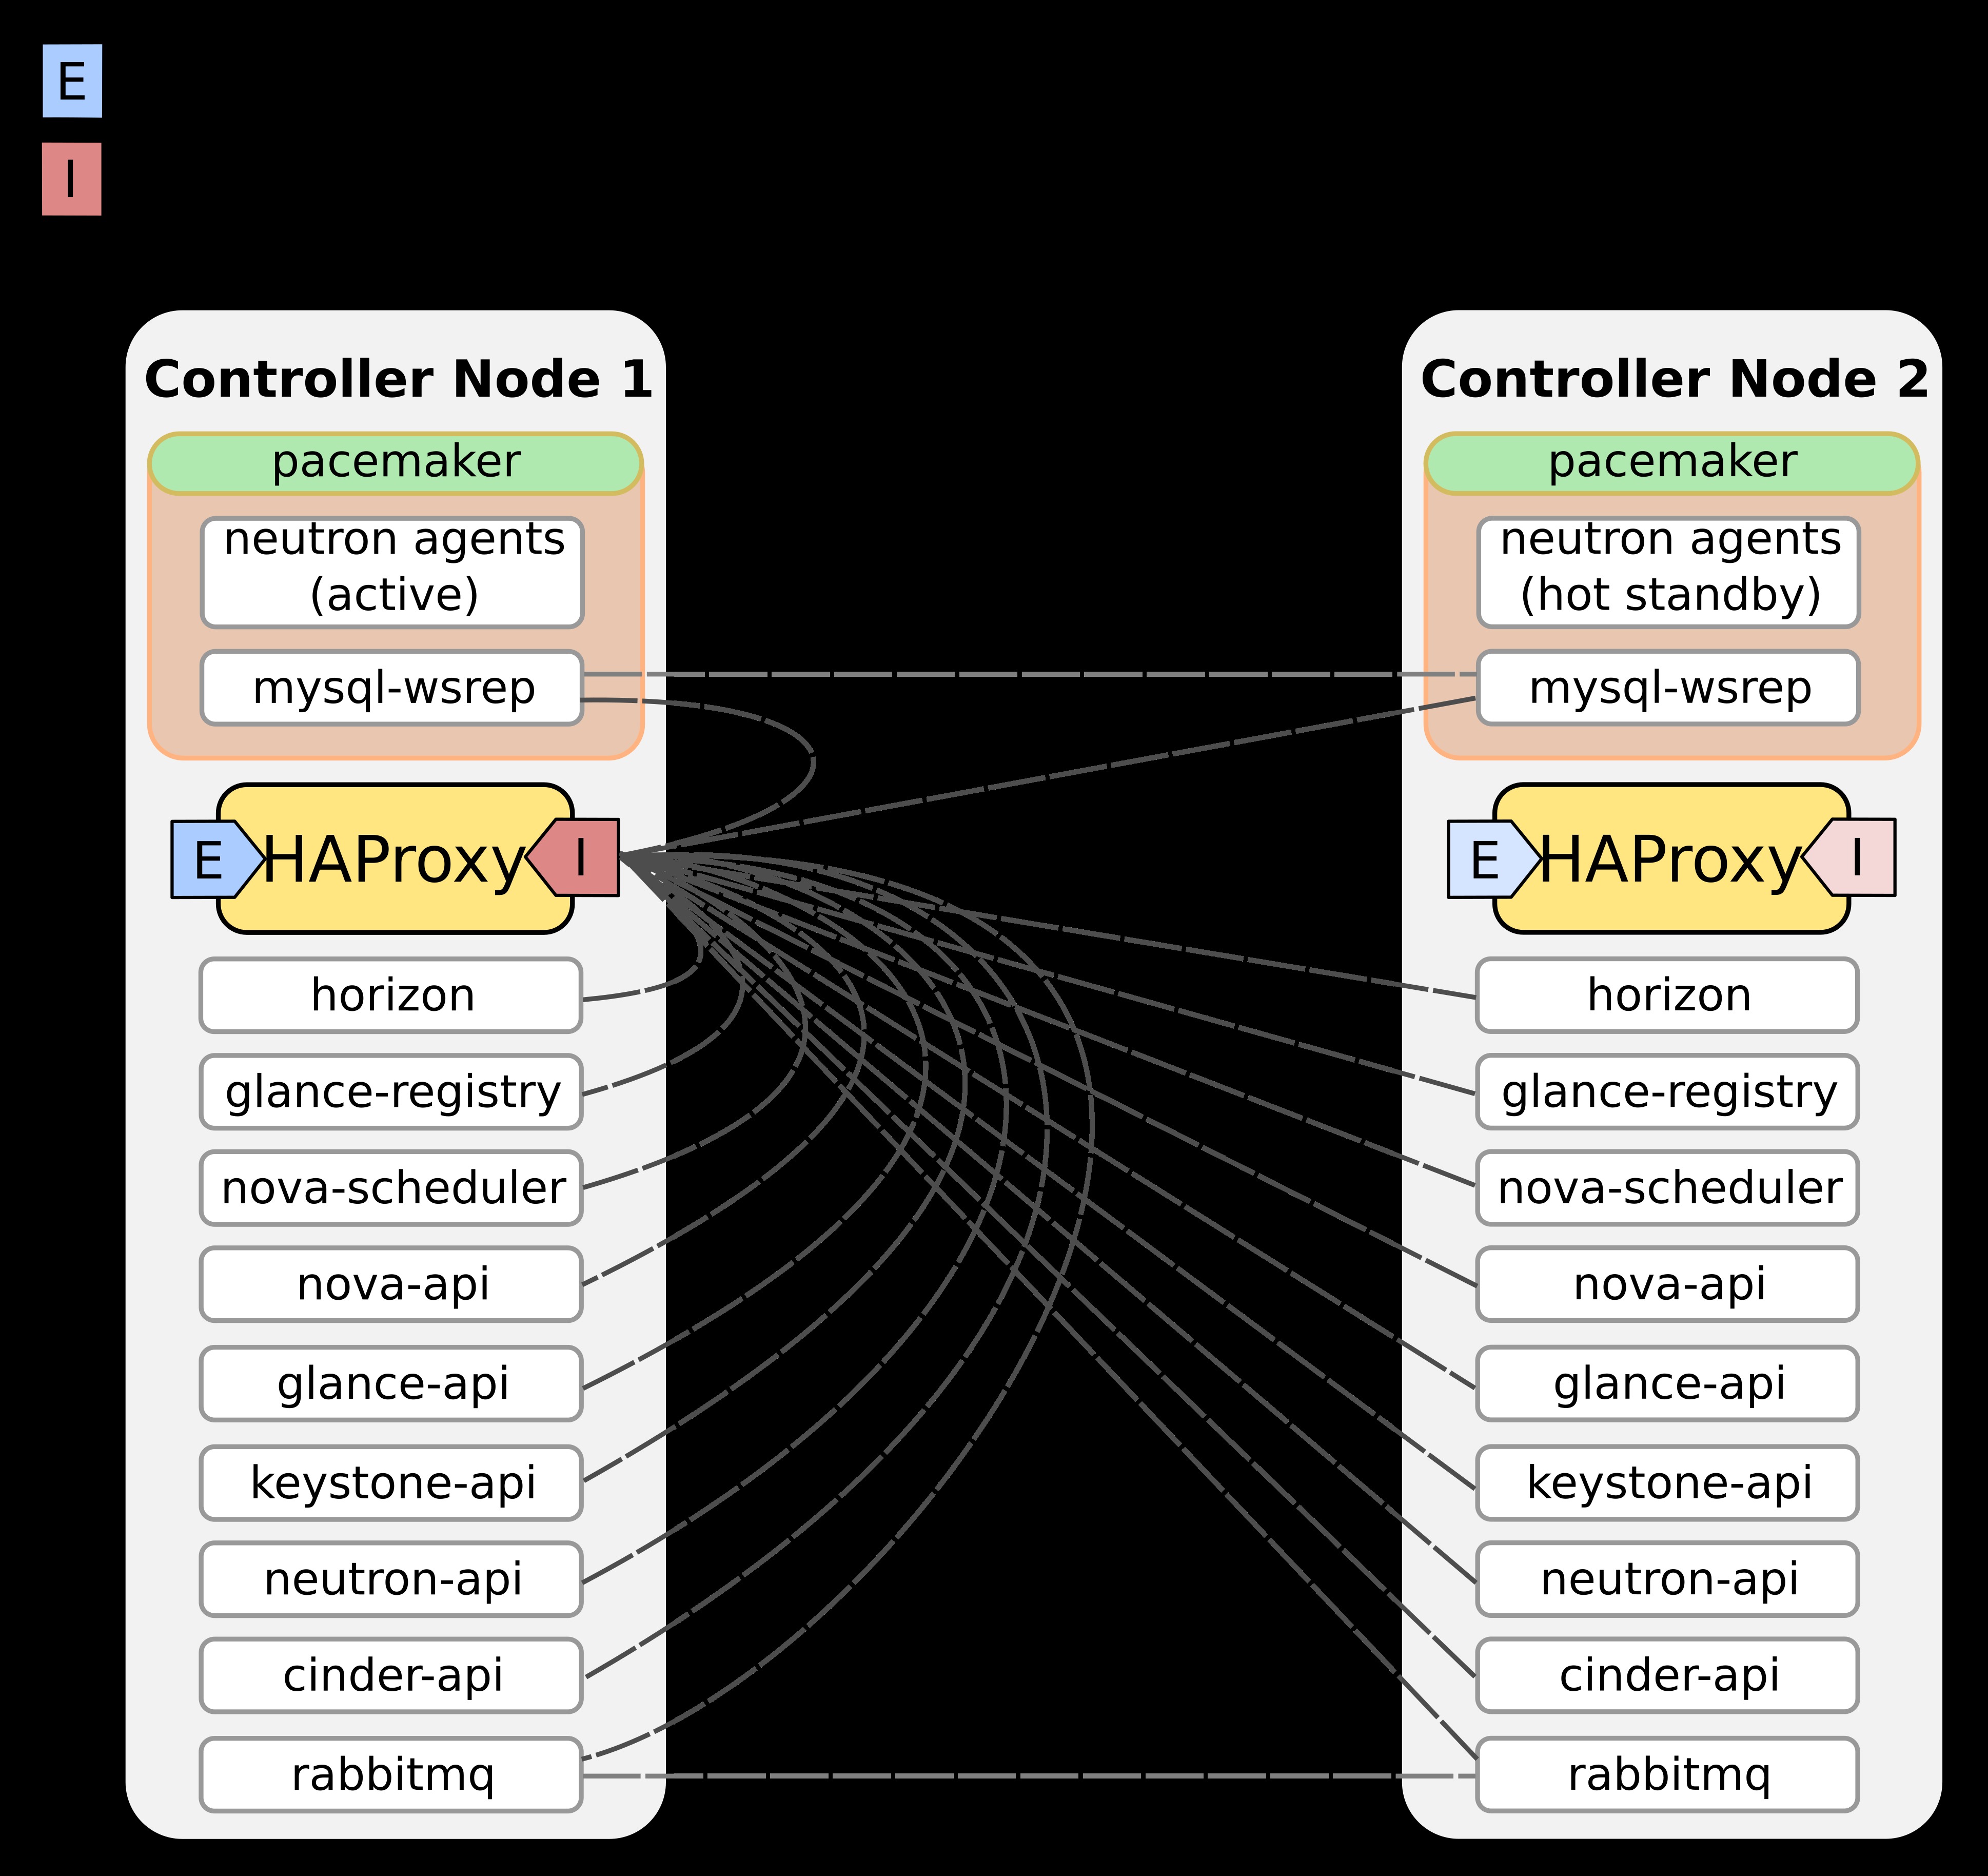 E
I
Controller Node 1
pacemaker
neutron agents
(active)
mysql-wsrep
E HAProxy I
horizon
glance-registry
nova-scheduler
nova-api
glance-api
keystone-api
neutron-api
cinder-api
rabbitmq
Controller Node 2
pacemaker
neutron agents
(hot standby)
mysql-wsrep
E HAProxy I
horizon
glance-registry
nova-scheduler
nova-api
glance-api
keystone-api
neutron-api
cinder-api
rabbitmq